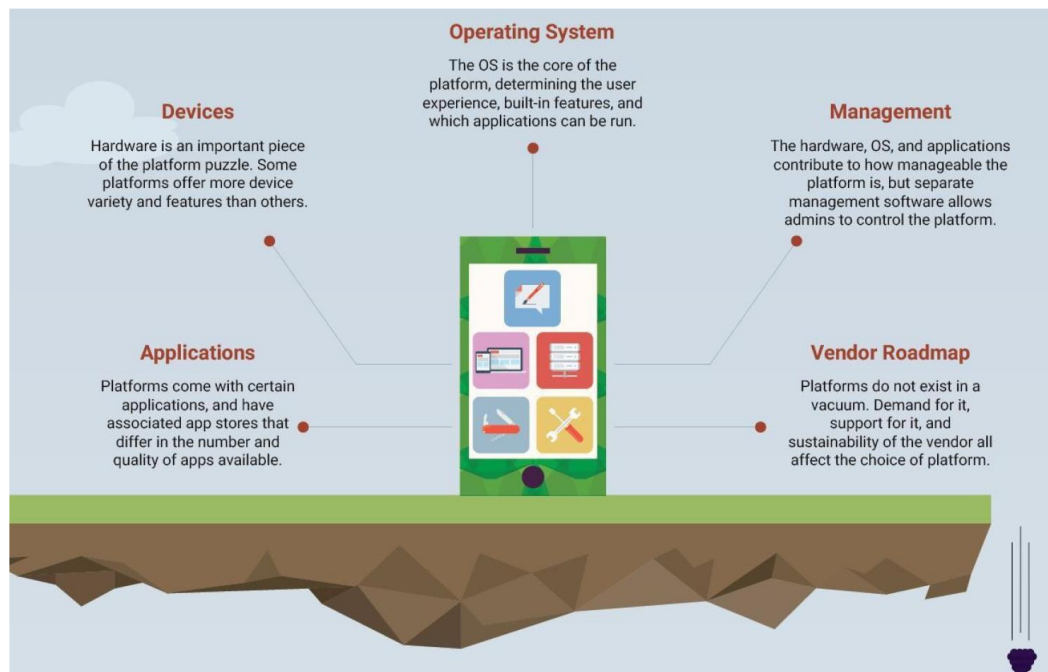 Operating System
The OS is the core of the
platform, determining the user
experience, built-in features, and
which applications can be run.
Devices
Hardware is an important piece
of the platform puzzle. Some
platforms offer more device
variety and features than others.
Management
The hardware, OS, and applications
contribute to how manageable the
platform is, but separate
management software allows
admins to control the platform.
Applications
Platforms come with certain
applications, and have
associated app stores that
differ in the number and
quality of apps available.
Vendor Roadmap
Platforms do not exist in a
vacuum. Demand for it,
support for it, and
sustainability of the vendor all
affect the choice of platform.